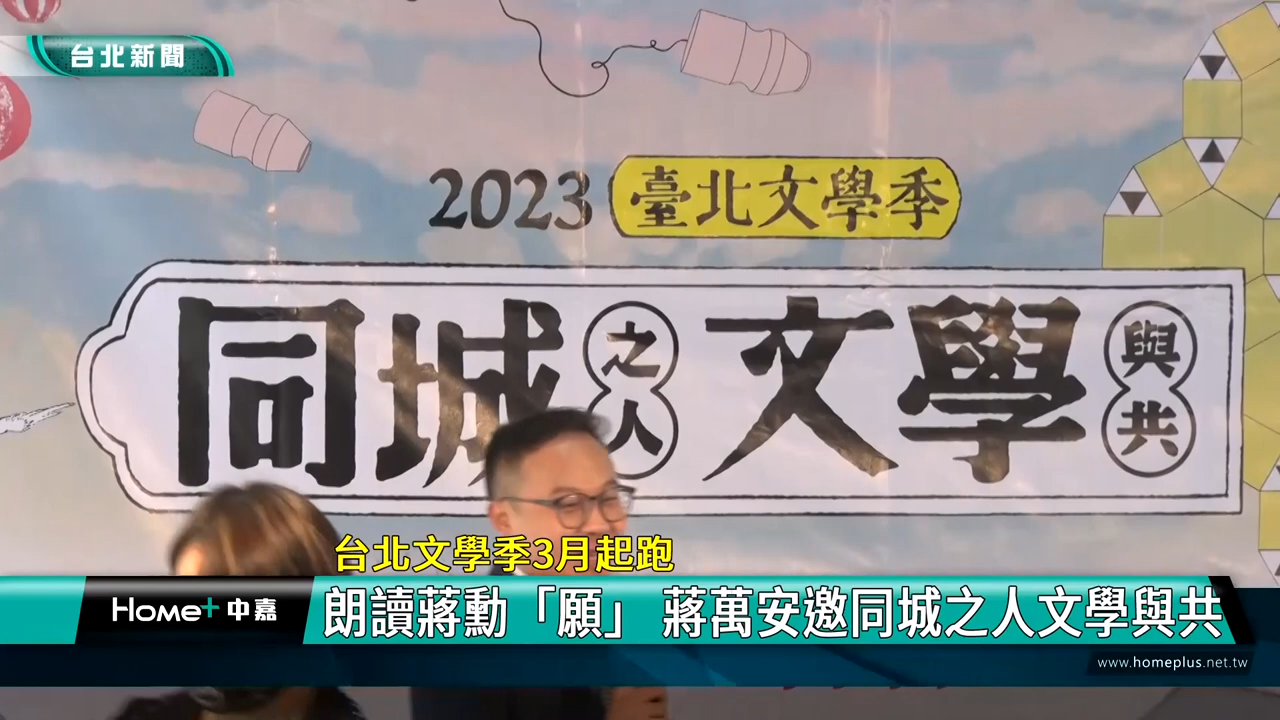 台北新聞
2023 臺北文學季
同城之人文學與共
台北文學季3月起跑
Home+中嘉
朗讀蔣勳「願」 蔣萬安邀同城之人文學與共
www.homeplus.net.tw